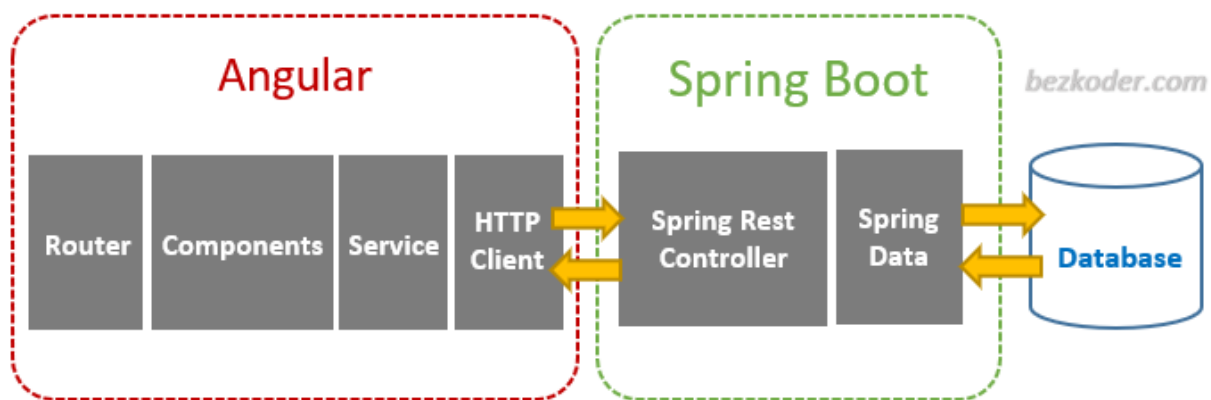 Angular
Spring Boot
bezkoder.com
Router
Components
Service
HTTP
Client
Spring Rest
Controller
Spring
Data
Database